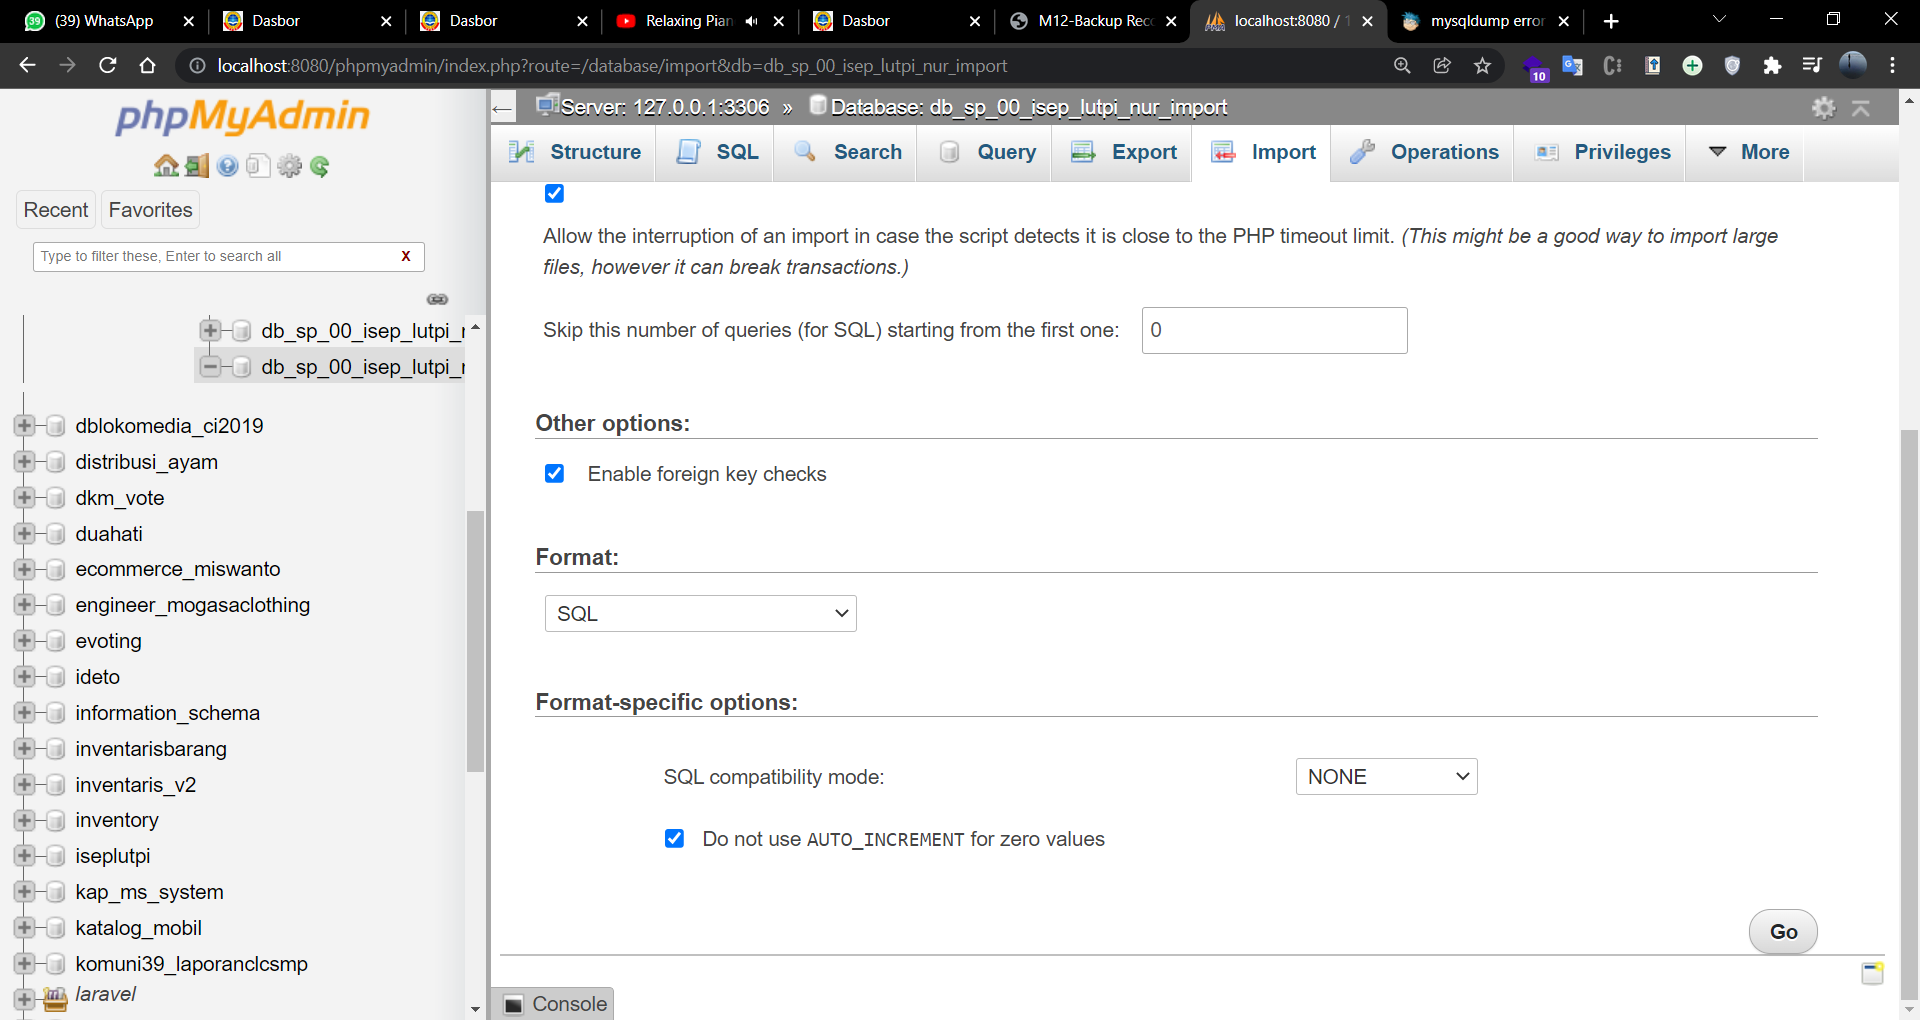 39 (39) WhatsApp
Dasbor
Dasbor
Relaxing Pian
Dasbor
M12-Backup Rec
localhost:8080 / 1
mysqldump error
localhost:8080/phpmyadmin/index.php?route=/database/import&db=db_sp_00_isep_lutpi_nur_import
10
phpMyAdmin
Recent
Favorites
Type to filter these, Enter to search all
X
db_sp_00_isep_lutpi_
db_sp_00_isep_lutpi_
dblokomedia_ci2019
distribusi_ayam
dkm_vote
duahati
ecommerce_miswanto
engineer_mogasaclothing
evoting
ideto
information_schema
inventarisbarang
inventaris_v2
inventory
iseplutpi
kap_ms_system
katalog_mobil
komuni39_laporanclcsmp
laravel
Server: 127.0.0.1:3306 » Database: db_sp_00_isep_lutpi_nur_import
Structure
SQL
Search
Query
Export
Import
Operations
Privileges
More
Allow the interruption of an import in case the script detects it is close to the PHP timeout limit. (This might be a good way to import large
files, however it can break transactions.)
Skip this number of queries (for SQL) starting from the first one: 0
Other options:
Enable foreign key checks
Format:
SQL
Format-specific options:
SQL compatibility mode: NONE
Do not use AUTO_INCREMENT for zero values
Go
Console